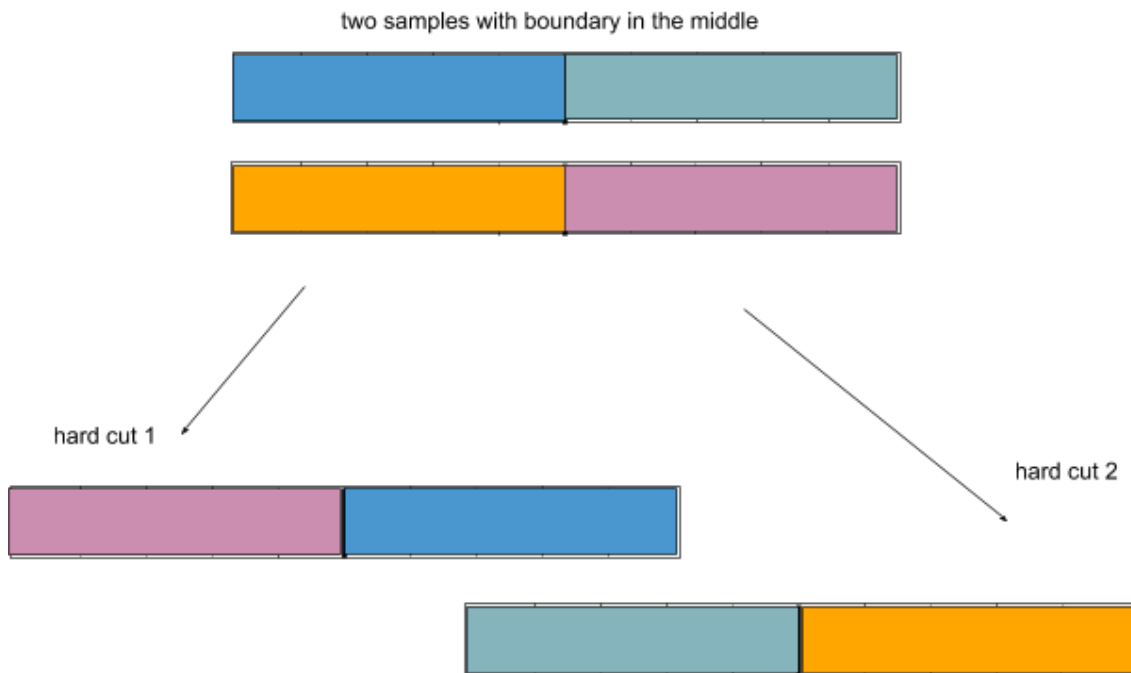 two samples with boundary in the middle
hard cut 1
hard cut 2